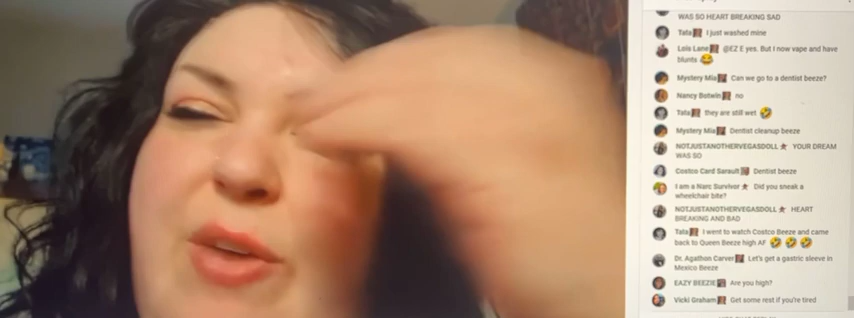 WAS SO HEART BREAKING SAD
Tata I just washed mine
Lois Lane @EZ E yes. But I now vape and have
blunts 😂
Mystery Mia Can we go to a dentist beeze?
Nancy Botwin no
Tata they are still wet 🤣
Mystery Mia Dentist cleanup beeze
NOTJUSTANOTHERVEGASDOLL ★ YOUR DREAM
WAS SO
Costco Card Sarault Dentist beeze
I am a Narc Survivor ★ Did you sneak a
wheelchair bite?
NOTJUSTANOTHERVEGASDOLL ★ HEART
BREAKING AND BAD
Tata I went to watch Costco Beeze and came
back to Queen Beeze high AF 🤣 🤣 🤣
Dr. Agathon Carver Let's get a gastric sleeve in
Mexico Beeze
EAZY BEEZIE Are you high?
Vicki Graham Get some rest if you're tired